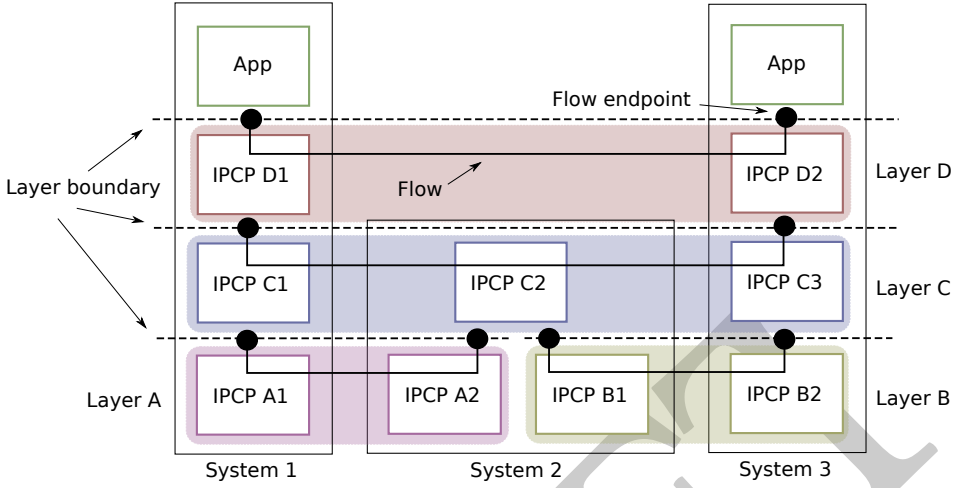 App
App
Flow endpoint
IPCP D1
IPCP D2
Layer D
Layer boundary
Flow
IPCP C1
IPCP C2
IPCP C3
Layer C
Layer A
IPCP A1
IPCP A2
IPCP B1
IPCP B2
Layer B
System 1
System 2
System 3